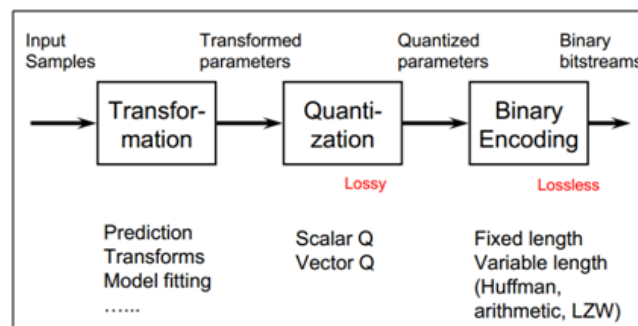 Input
Samples
Transformed
parameters
Quantized
parameters
Binary
bitstreams
Transfor-
mation
Quanti-
zation
Binary
Encoding
Lossy
Lossless
Prediction
Transforms
Model fitting
......
Scalar Q
Vector Q
Fixed length
Variable length
(Huffman,
arithmetic, LZW)